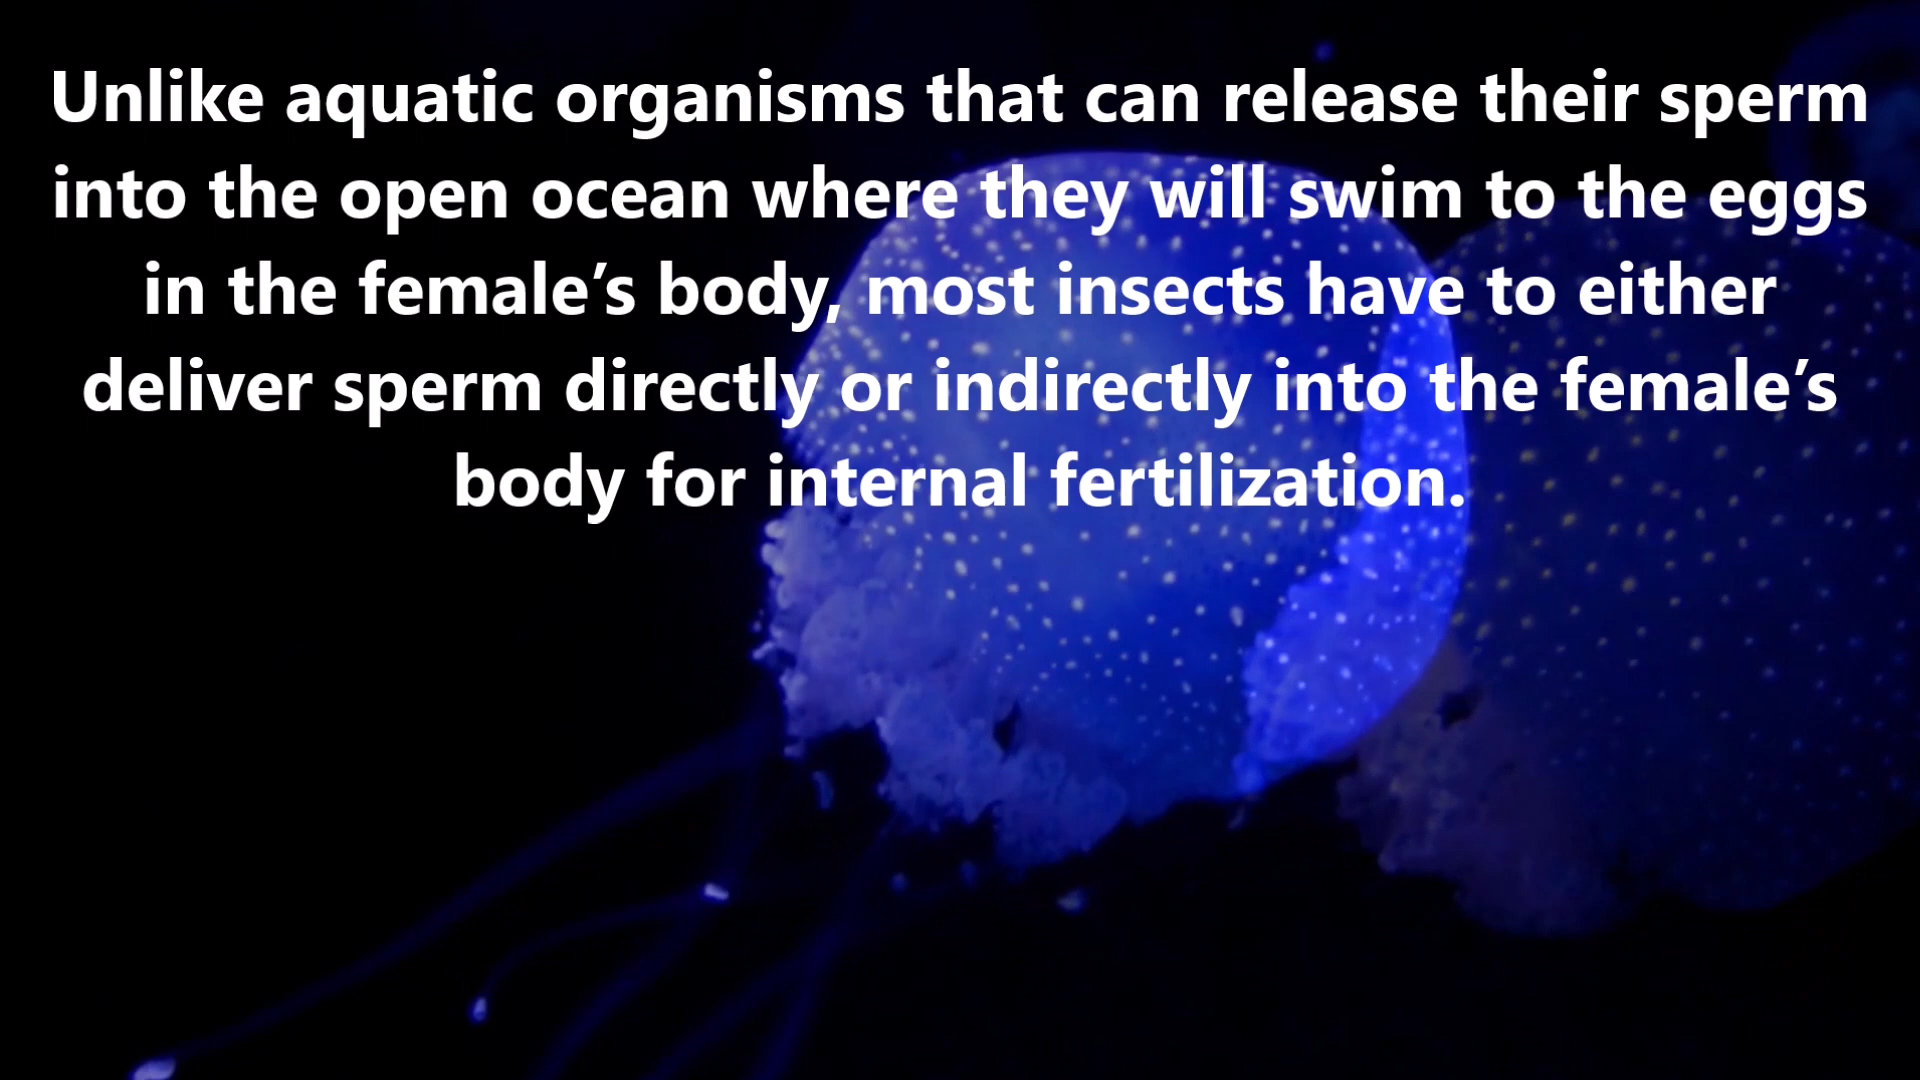 Unlike aquatic organisms that can release their sperm
into the open ocean where they will swim to the eggs
in the female’s body, most insects have to either
deliver sperm directly or indirectly into the female’s
body for internal fertilization.